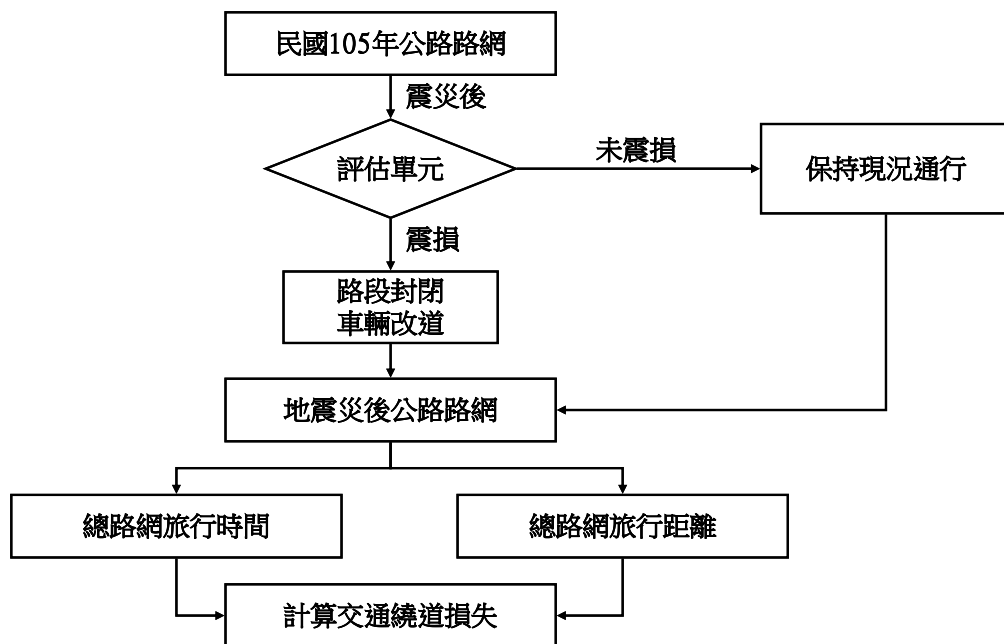 民國105年公路路網
震災後
評估單元
未震損
保持現況通行
震損
路段封閉
車輛改道
地震災後公路路網
總路網旅行時間
總路網旅行距離
計算交通繞道損失